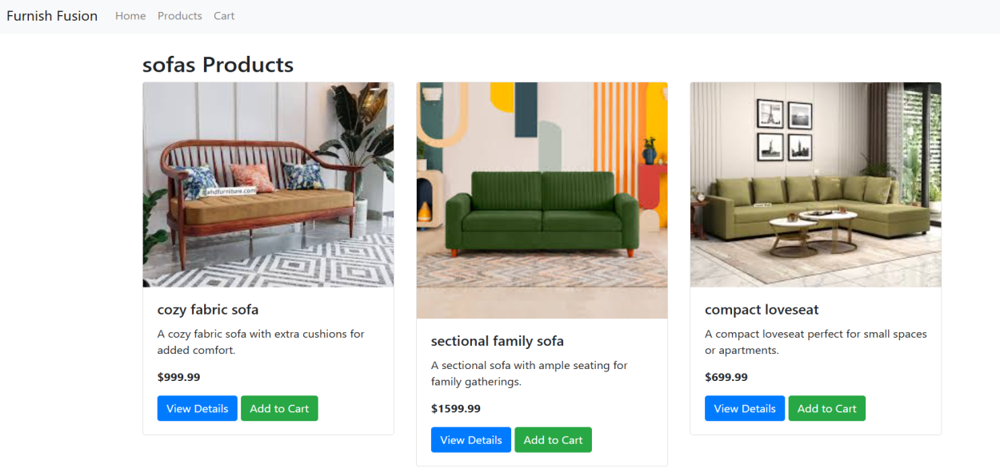 Furnish Fusion Home Products Cart
sofas Products
cozy fabric sofa
A cozy fabric sofa with extra cushions for
added comfort.
$999.99
View Details Add to Cart
sectional family sofa
A sectional sofa with ample seating for
family gatherings.
$1599.99
View Details Add to Cart
compact loveseat
A compact loveseat perfect for small spaces
or apartments.
$699.99
View Details Add to Cart